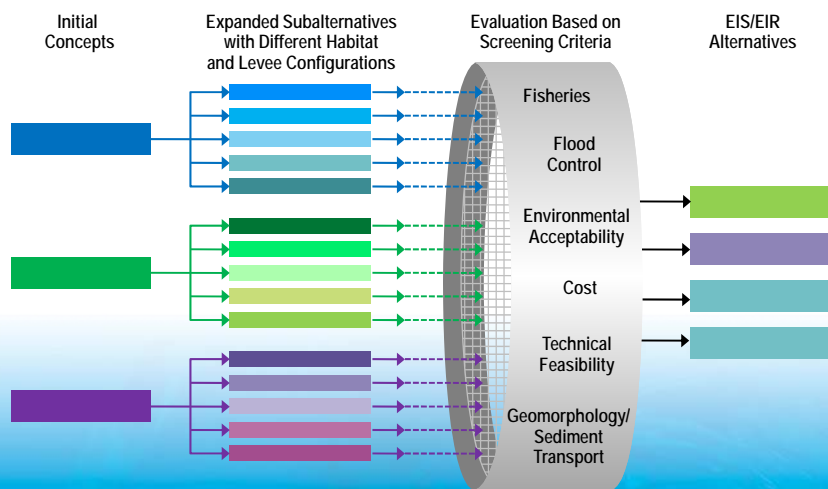 Initial
Concepts
Expanded Subalternatives
with Different Habitat
and Levee Configurations
Evaluation Based on
Screening Criteria
EIS/EIR
Alternatives
Fisheries
Flood
Control
Environmental
Acceptability
Cost
Technical
Feasibility
Geomorphology/
Sediment
Transport